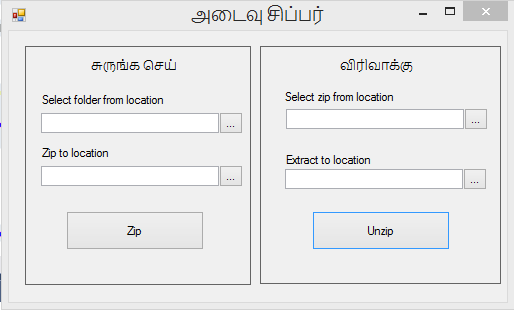 அடைவு சிப்பர்
சுருங்க செய்
Select folder from location
...
Zip to location
...
Zip
விரிவாக்கு
Select zip from location
...
Extract to location
...
Unzip